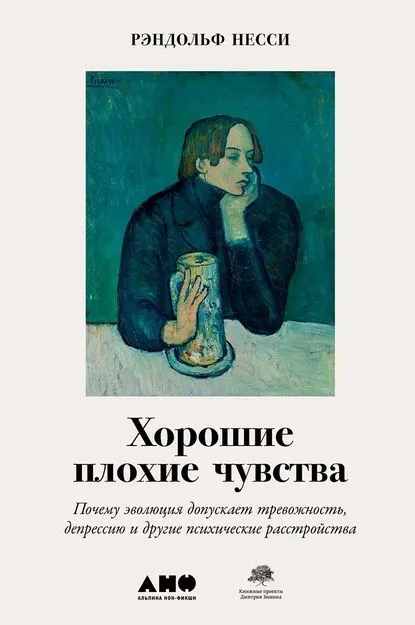 РЭНДОЛЬФ НЕССИ
Picasso
Хорошие
плохие чувства
Почему эволюция допускает тревожность,
депрессию и другие психические расстройства
АНФ
АЛЬПИНА НОН-ФИКШН
Книжные проекты
Дмитрия Зимина